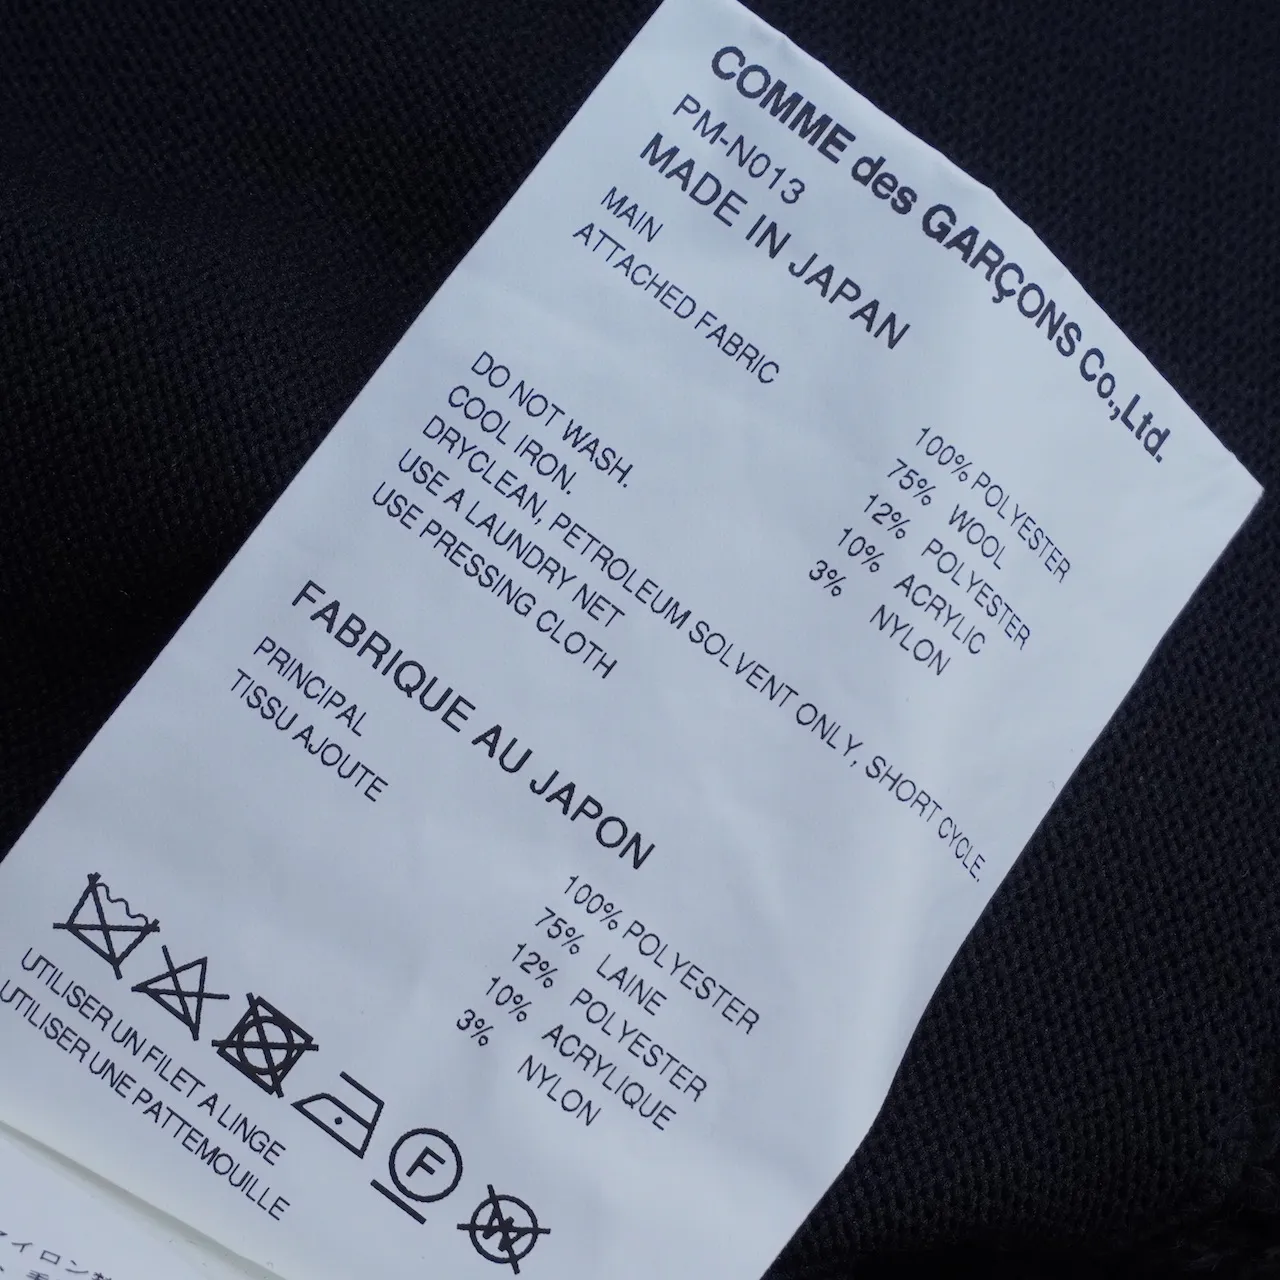 COMME des GARÇONS Co.,Ltd.
PM-N013
MADE IN JAPAN
MAIN 100% POLYESTER
ATTACHED FABRIC 75% WOOL
12% POLYESTER
10% ACRYLIC
3% NYLON
DO NOT WASH.
COOL IRON.
DRYCLEAN, PETROLEUM SOLVENT ONLY, SHORT CYCLE.
USE A LAUNDRY NET
USE PRESSING CLOTH
FABRIQUE AU JAPON
PRINCIPAL 100% POLYESTER
TISSU AJOUTE 75% LAINE
12% POLYESTER
10% ACRYLIQUE
3% NYLON
F
W
UTILISER UN FILET A LINGE
UTILISER UNE PATTEMOUILLE